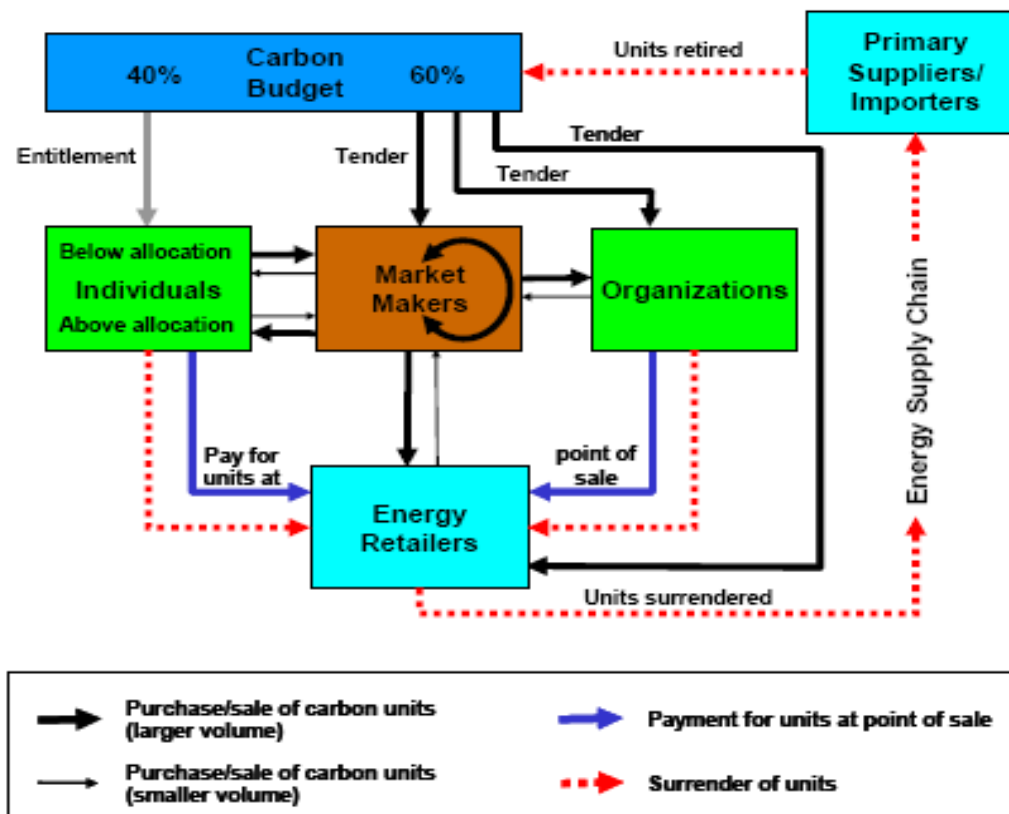 Carbon
Budget
40%
60%
Units retired
Primary
Suppliers/
Importers
Entitlement
Tender
Tender
Tender
Below allocation
Individuals
Above allocation
Market
Makers
Organizations
Energy Supply Chain
Pay for
units at
point of
sale
Energy
Retailers
Units surrendered
Purchase/sale of carbon units
(larger volume)
Payment for units at point of sale
Purchase/sale of carbon units
(smaller volume)
Surrender of units